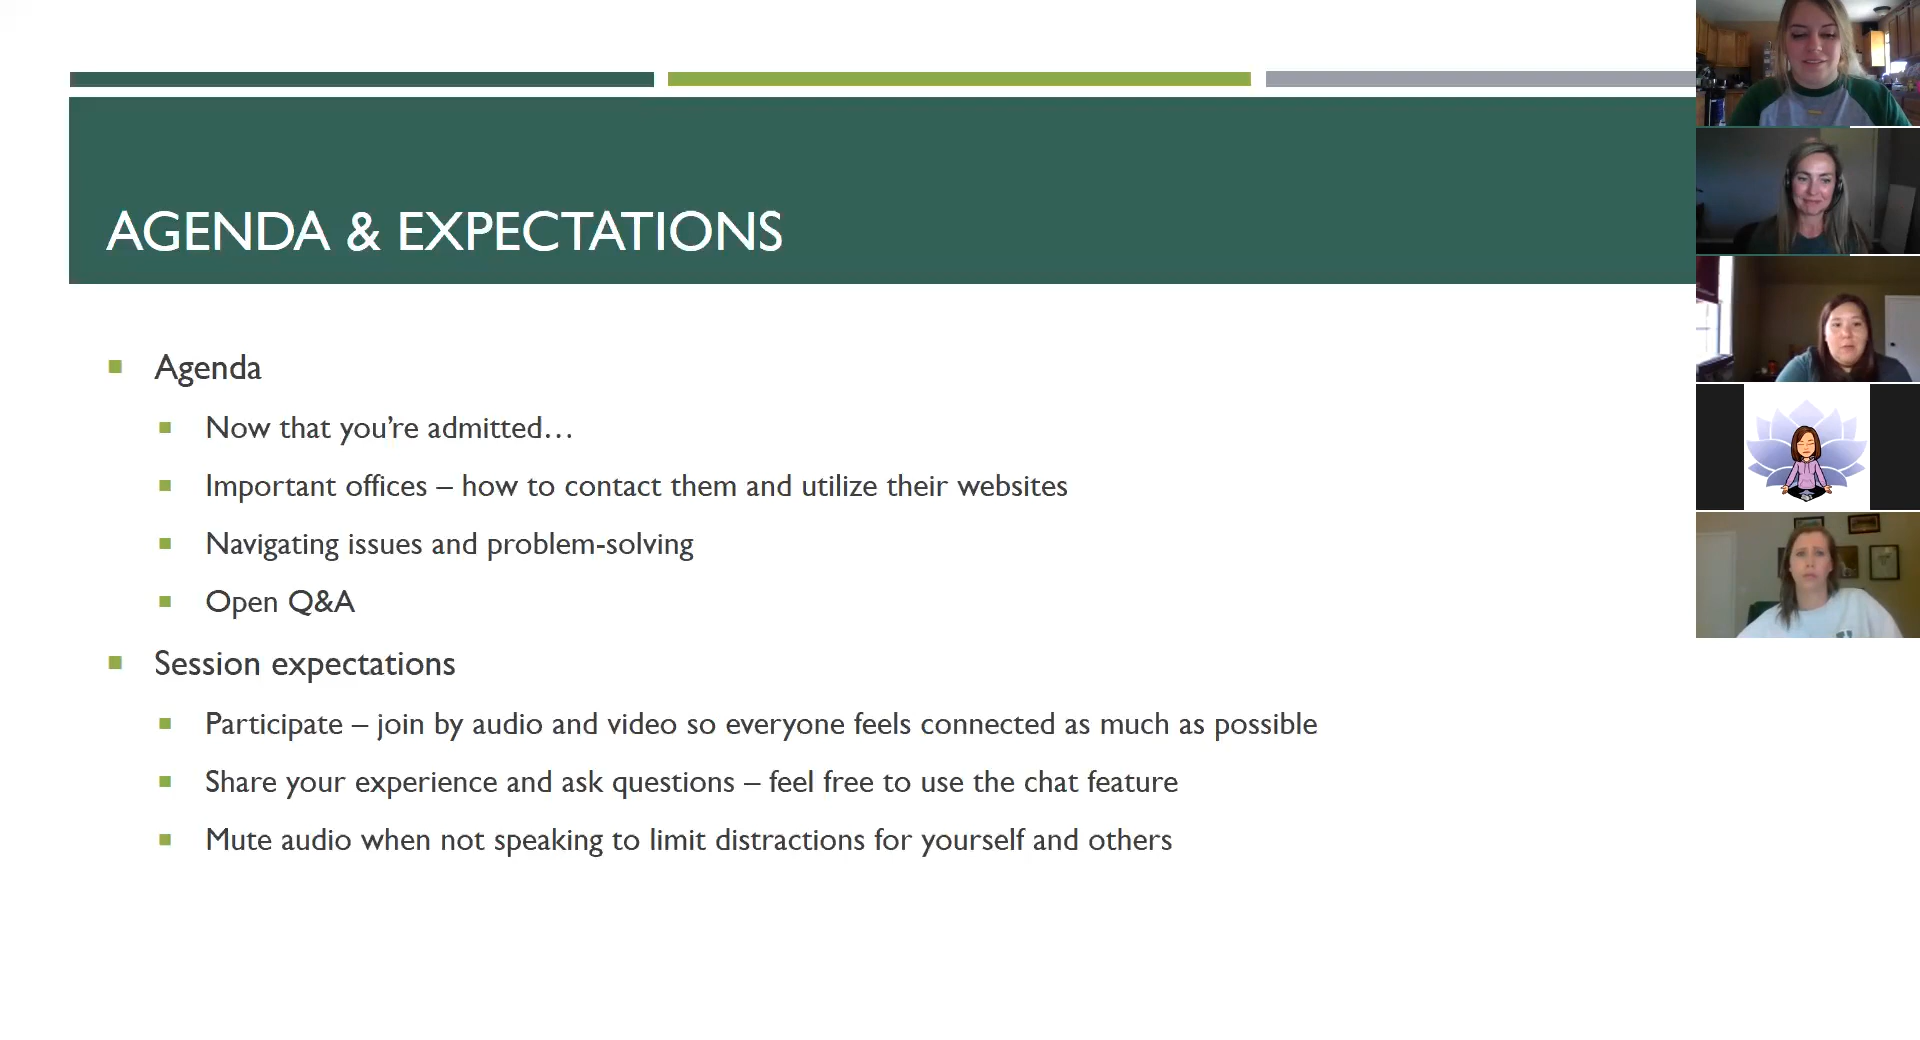 AGENDA & EXPECTATIONS
Agenda
Now that you’re admitted…
Important offices – how to contact them and utilize their websites
Navigating issues and problem-solving
Open Q&A
Session expectations
Participate – join by audio and video so everyone feels connected as much as possible
Share your experience and ask questions – feel free to use the chat feature
Mute audio when not speaking to limit distractions for yourself and others